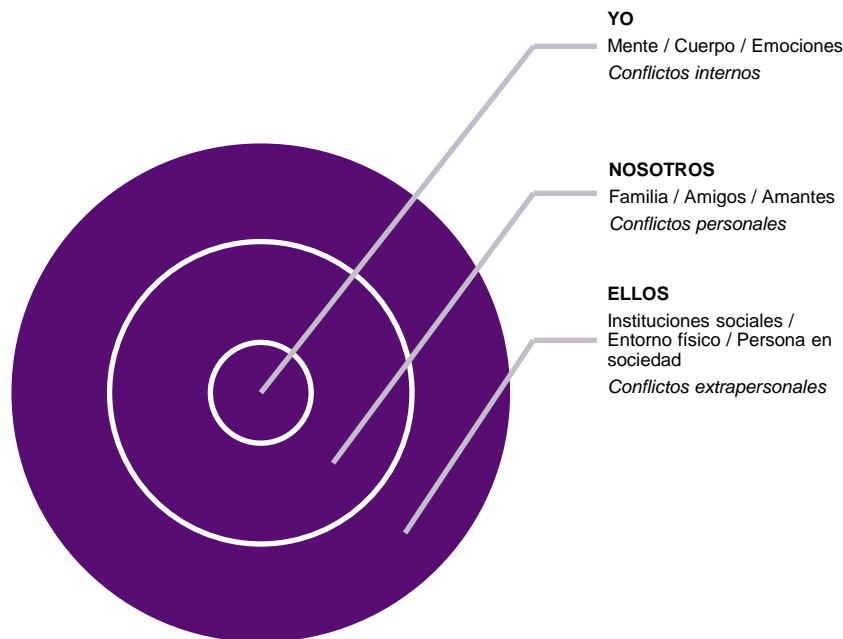 YO
Mente / Cuerpo / Emociones
Conflictos internos
NOSOTROS
Familia / Amigos / Amantes
Conflictos personales
ELLOS
Instituciones sociales /
Entorno físico / Persona en
sociedad
Conflictos extrapersonales